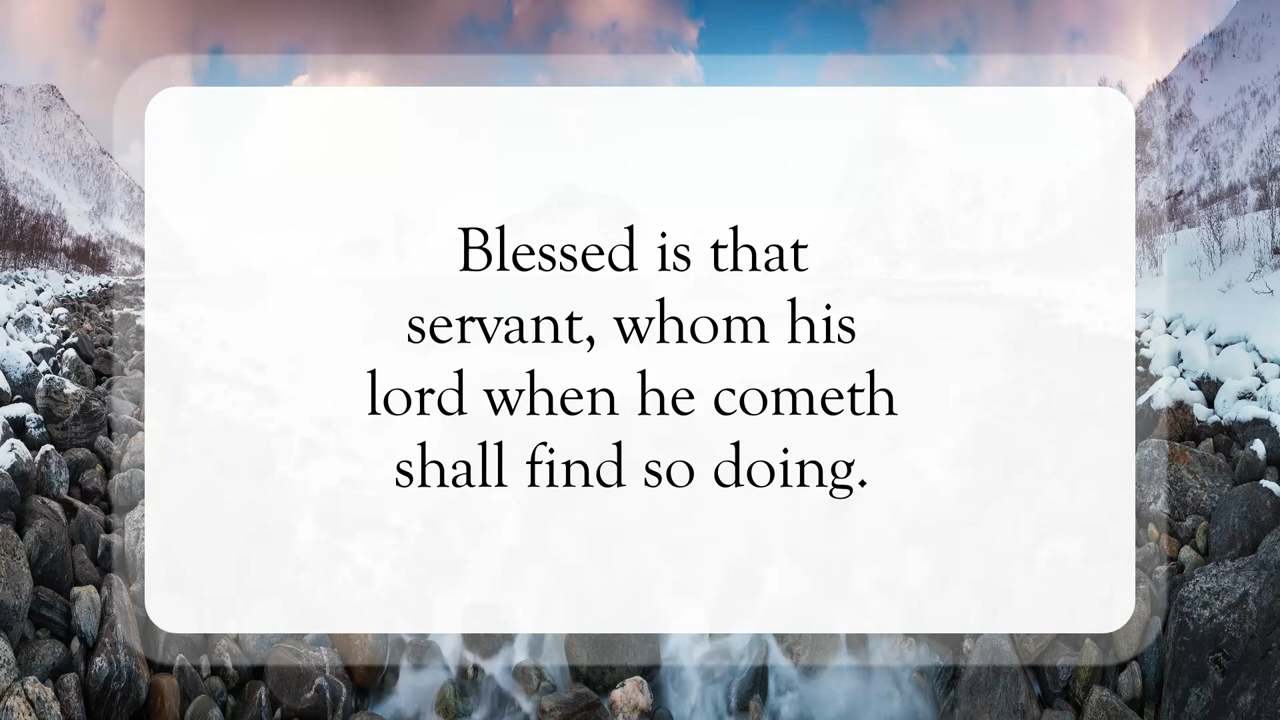 Blessed is that
servant, whom his
lord when he cometh
shall find so doing.